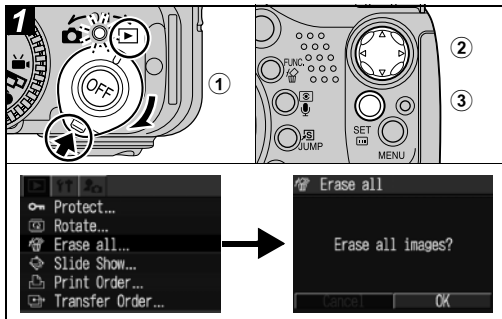 1
OFF
①
FUNC.
JUMP
SET
MENU
②
③
Protect...
Rotate...
Erase all...
Slide Show...
Print Order...
Transfer Order...
Erase all
Erase all images?
Cancel
OK